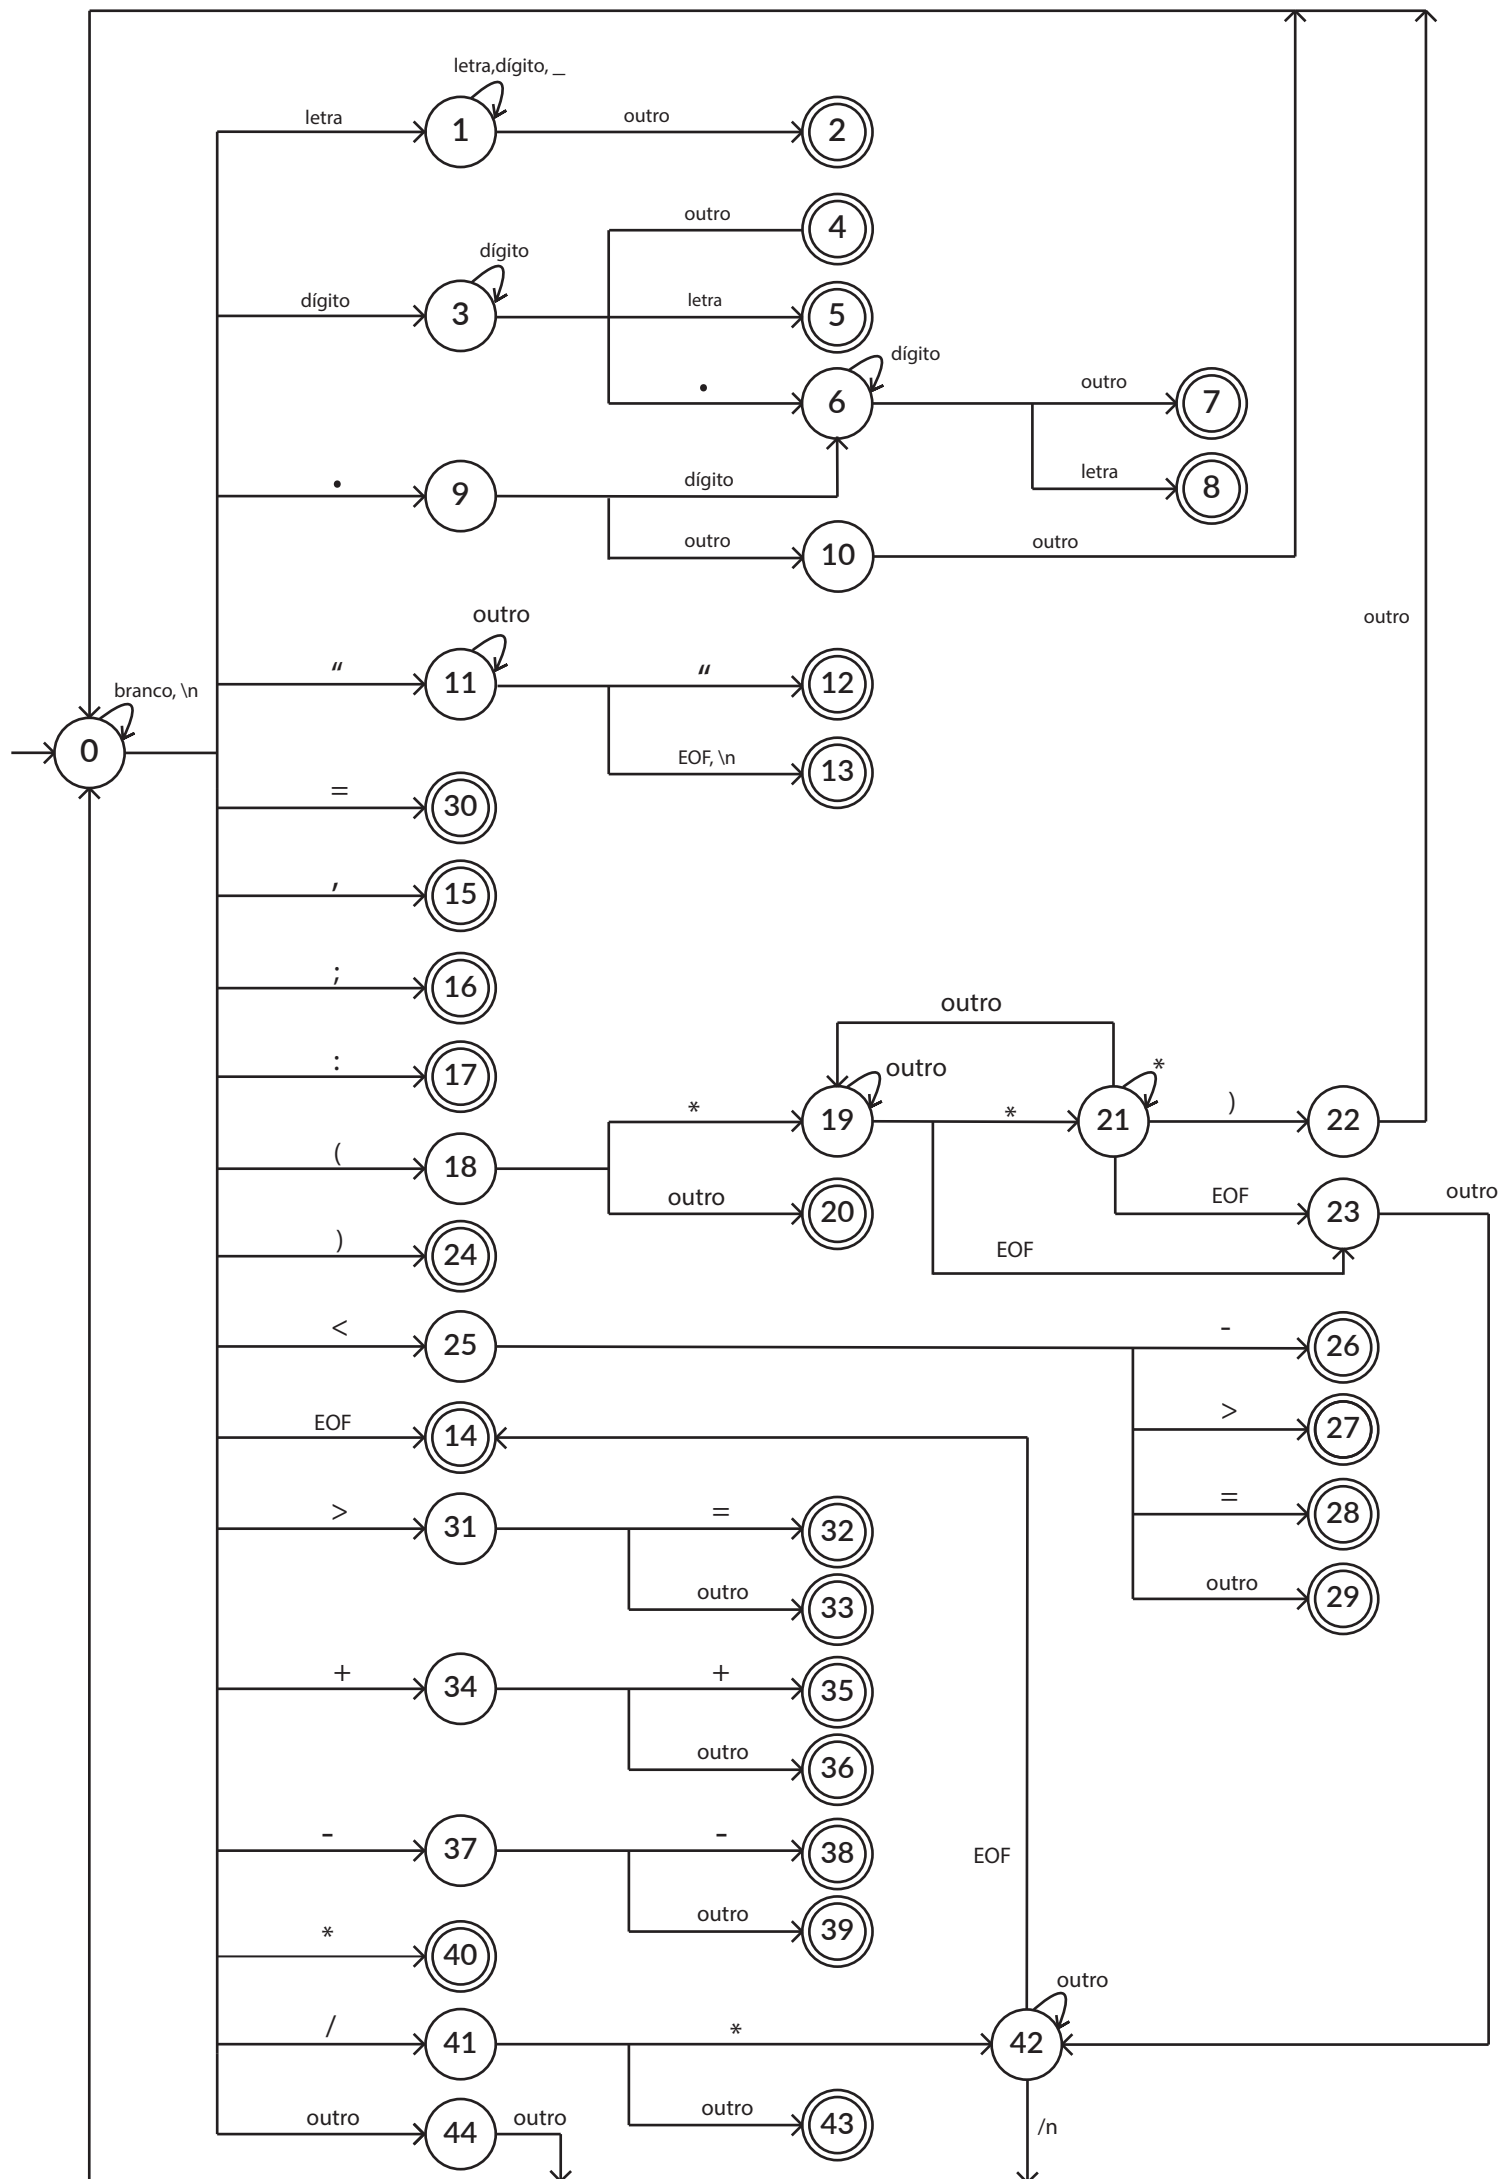 letra,dígito, _
letra
1
outro
2
outro
4
dígito
dígito
3
letra
5
.
6
dígito
outro
7
letra
8
.
9
dígito
outro
10
outro
outro
outro
“
11
“
12
EOF, \n
13
branco, \n
0
=
30
,
15
;
16
:
17
(
18
*
19
outro
outro
*
21
*
)
22
outro
20
EOF
23
outro
EOF
)
24
<
25
-
26
>
27
=
28
outro
29
EOF
14
>
31
=
32
outro
33
+
34
+
35
outro
36
-
37
-
38
outro
39
EOF
*
40
/
41
*
42
outro
outro
43
/n
outro
44
outro